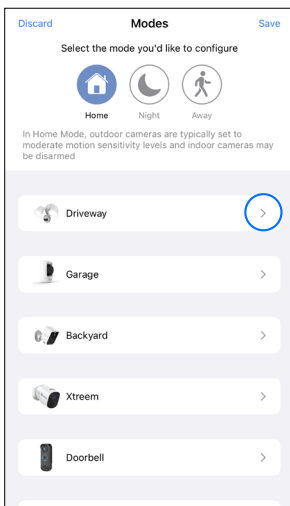 Discard Modes Save
Select the mode you'd like to configure
Home Night Away
In Home Mode, outdoor cameras are typically set to
moderate motion sensitivity levels and indoor cameras may
be disarmed
Driveway
Garage
Backyard
Xtreem
Doorbell